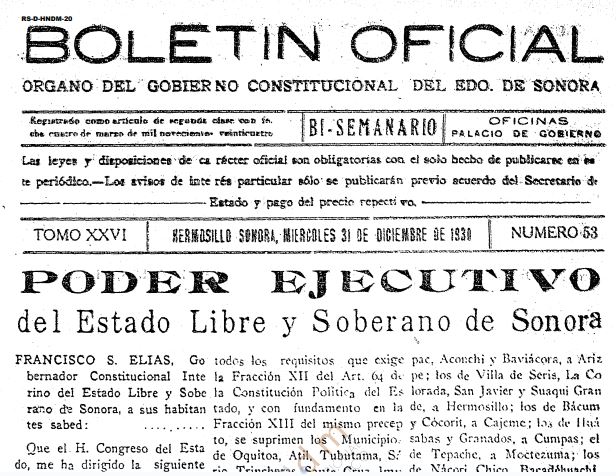 RS-D-HNDM-20
BOLETIN OFICIAL
ORGANO DEL GOBIERNO CONSTITUCIONAL DEL EDO. DE SONORA
Registrado como artículo de segunda clase con fe-
cha cuatro de marzo de mil novecientos veinticuatro
BI-SEMANARIO
OFICINAS
PALACIO DE GOBIERNO
Las leyes y disposiciones de ca rácter oficial son obligatorias con el solo hecho de publicarse en es
te periódico.—Los avisos de inte rés particular sólo se publicarán previo acuerdo del Secretario de
Estado y pago del precio repecti vo.
TOMO XXVI
HERMOSILLO SONORA, MIERCOLES 31 DE DICIEMBRE DE 1930
NUMERO 53
PODER EJECUTIVO
del Estado Libre y Soberano de Sonora
FRANCISCO S. ELIAS, Go
bernador Constitucional Inte
rino del Estado Libre y Sobe
rano de Sonora, a sus habitan
tes sabed:
Que el H. Congreso del Esta
do, me ha dirigido la siguiente
todos los requisitos que exige
la Fracción XII del Art. 64 de
la Constitución Política del Es
tado, y con fundamento en la
Fracción XIII del mismo precep
to, se suprimen los Municipio.
de Oquitoa, Atil, Tubutama, Sá
ric, Trincheras, Santa Cruz, Imu
pac, Aconchi y Baviácora, a Ariz
pe; los de Villa de Seris, La Co
lorada, San Javier y Suaqui Gran
de, a Hermosillo; los de Bácum
y Cócorit, a Cajeme; los de Huá
sabas y Granados, a Cumpas; el
de Tepache, a Moctezuma; los
de Nácori Chico, Bacadéhuachi